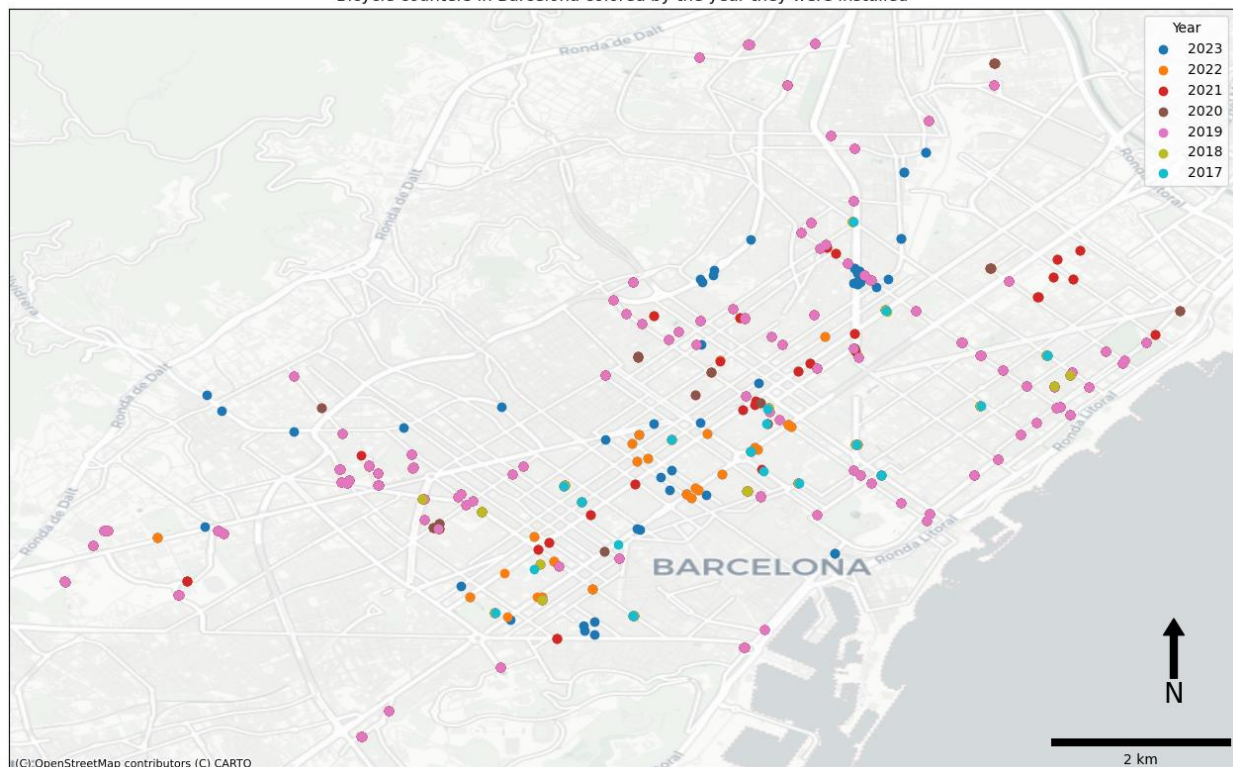 Bicycle counters in Barcelona colored by the year they were installed
Year
2023
2022
2021
2020
2019
2018
2017
Ronda de Dalt
Ronda de Dalt
Ronda de Dalt
Ronda de Dalt
Ronda Litoral
Ronda Litoral
BARCELONA
Ronda Litoral
N
2 km
(C) OpenStreetMap contributors (C) CARTO